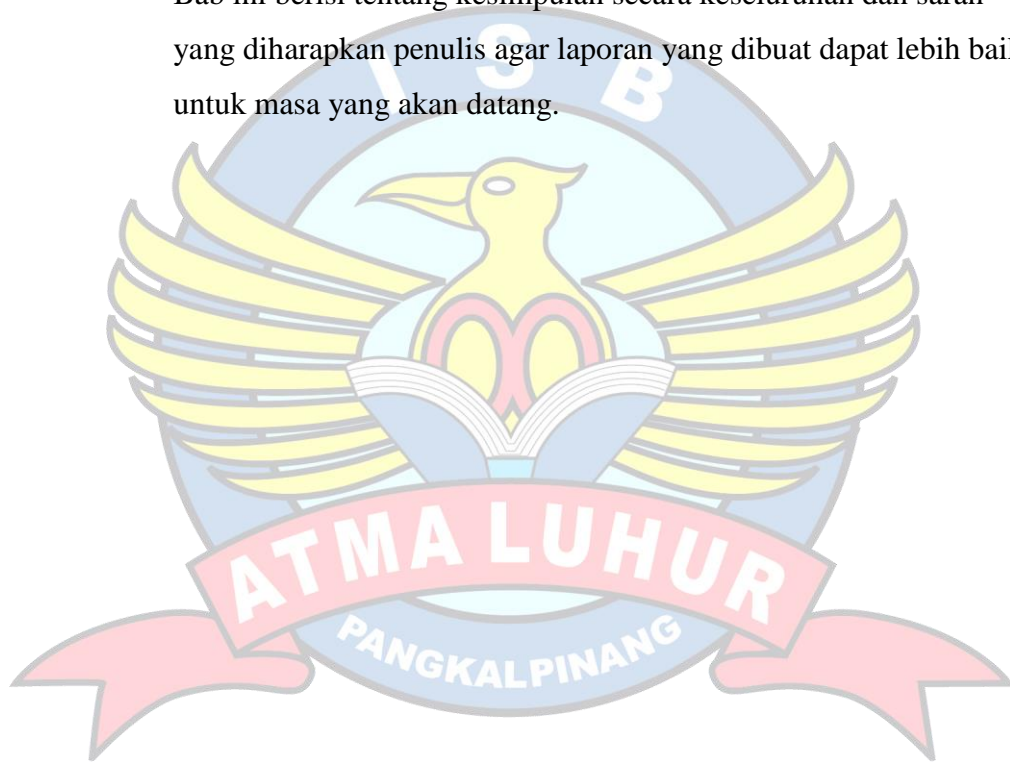 Bab ini berisi tentang kesimpulan secara keseluruhan dan saran
yang diharapkan penulis agar laporan yang dibuat dapat lebih baik
untuk masa yang akan datang.
I S B
ATMA LUHUR
PANGKALPINANG